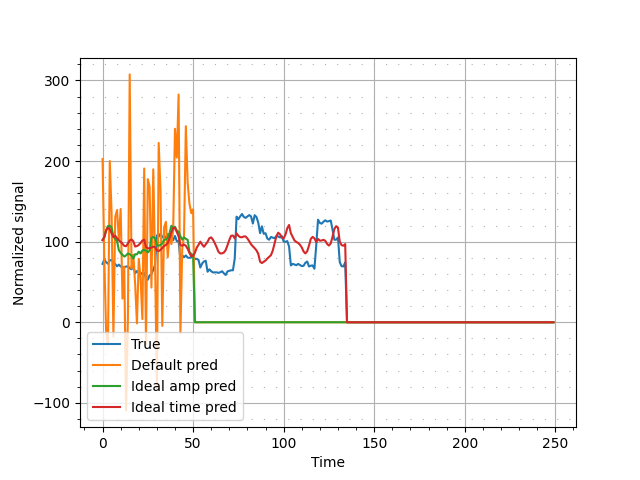 300
200
100
0
−100
Normalized signal
True
Default pred
Ideal amp pred
Ideal time pred
0
50
100
150
200
250
Time